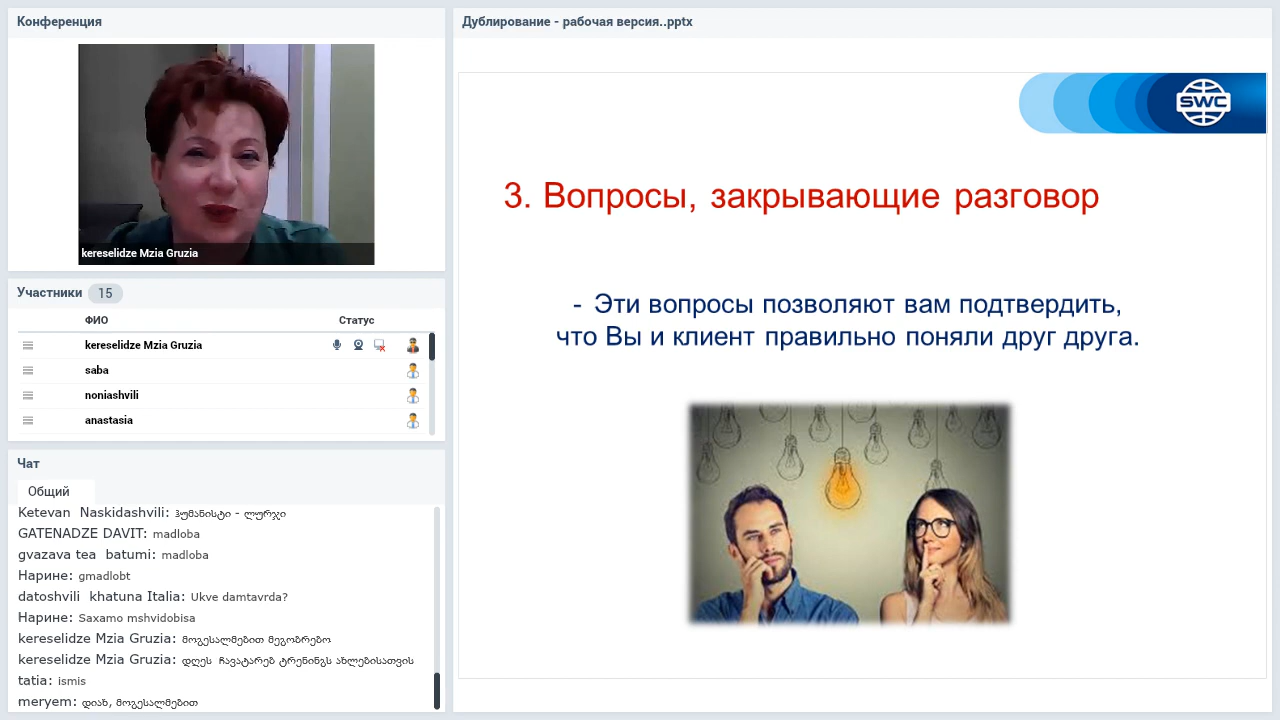 Конференция
kereselidze Mzia Gruzia
Участники 15
ФИО Статус
kereselidze Mzia Gruzia
saba
noniashvili
anastasia
Чат
Общий
Ketevan Naskidashvili: ჰუმანისტი - ლურჯი
GATENADZE DAVIT: madloba
gvazava tea batumi: madloba
Нарине: gmadlobt
datoshvili khatuna Italia: Ukve damtavrda?
Нарине: Saxamo mshvidobisa
kereselidze Mzia Gruzia: მოგესალმებით მეგობრებო
kereselidze Mzia Gruzia: დღეს ჩავატარებ ტრენინგს ახლებისათვის
tatia: ismis
meryem: დიახ, მოგესალმებით
Дублирование - рабочая версия..pptx
SWC
3. Вопросы, закрывающие разговор
- Эти вопросы позволяют вам подтвердить,
что Вы и клиент правильно поняли друг друга.